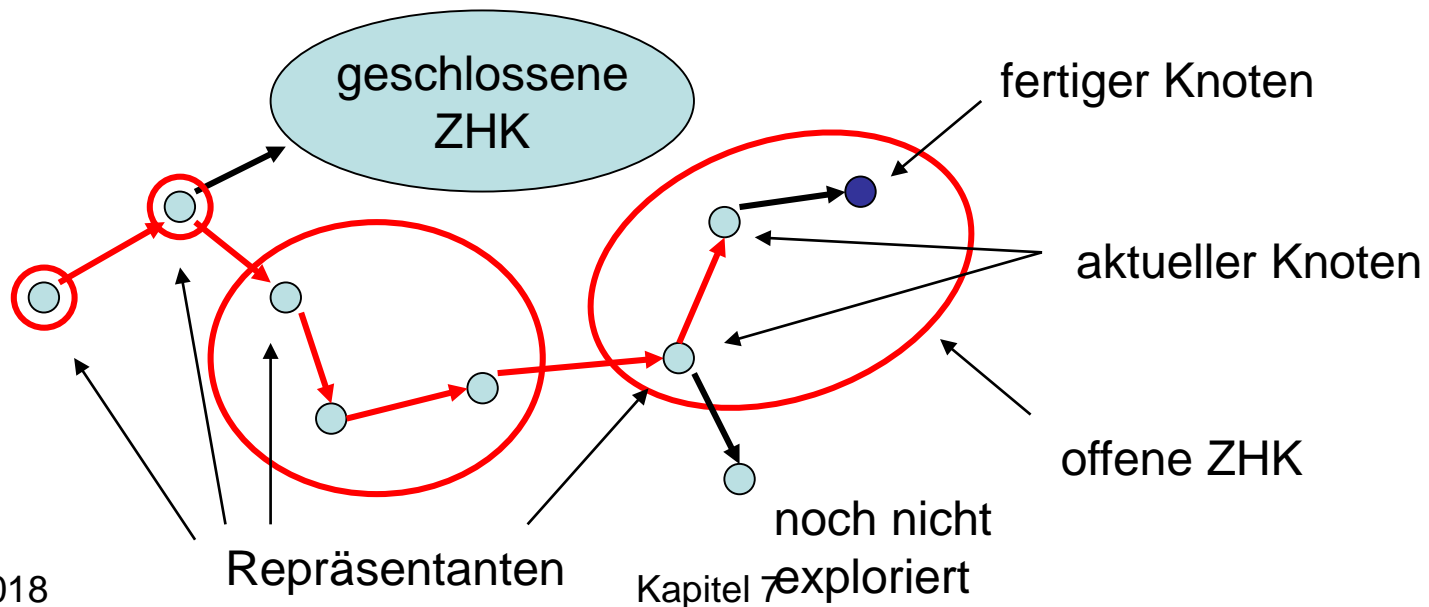 geschlossene
ZHK
fertiger Knoten
aktueller Knoten
offene ZHK
noch nicht
exploriert
Repräsentanten
018
Kapitel 7